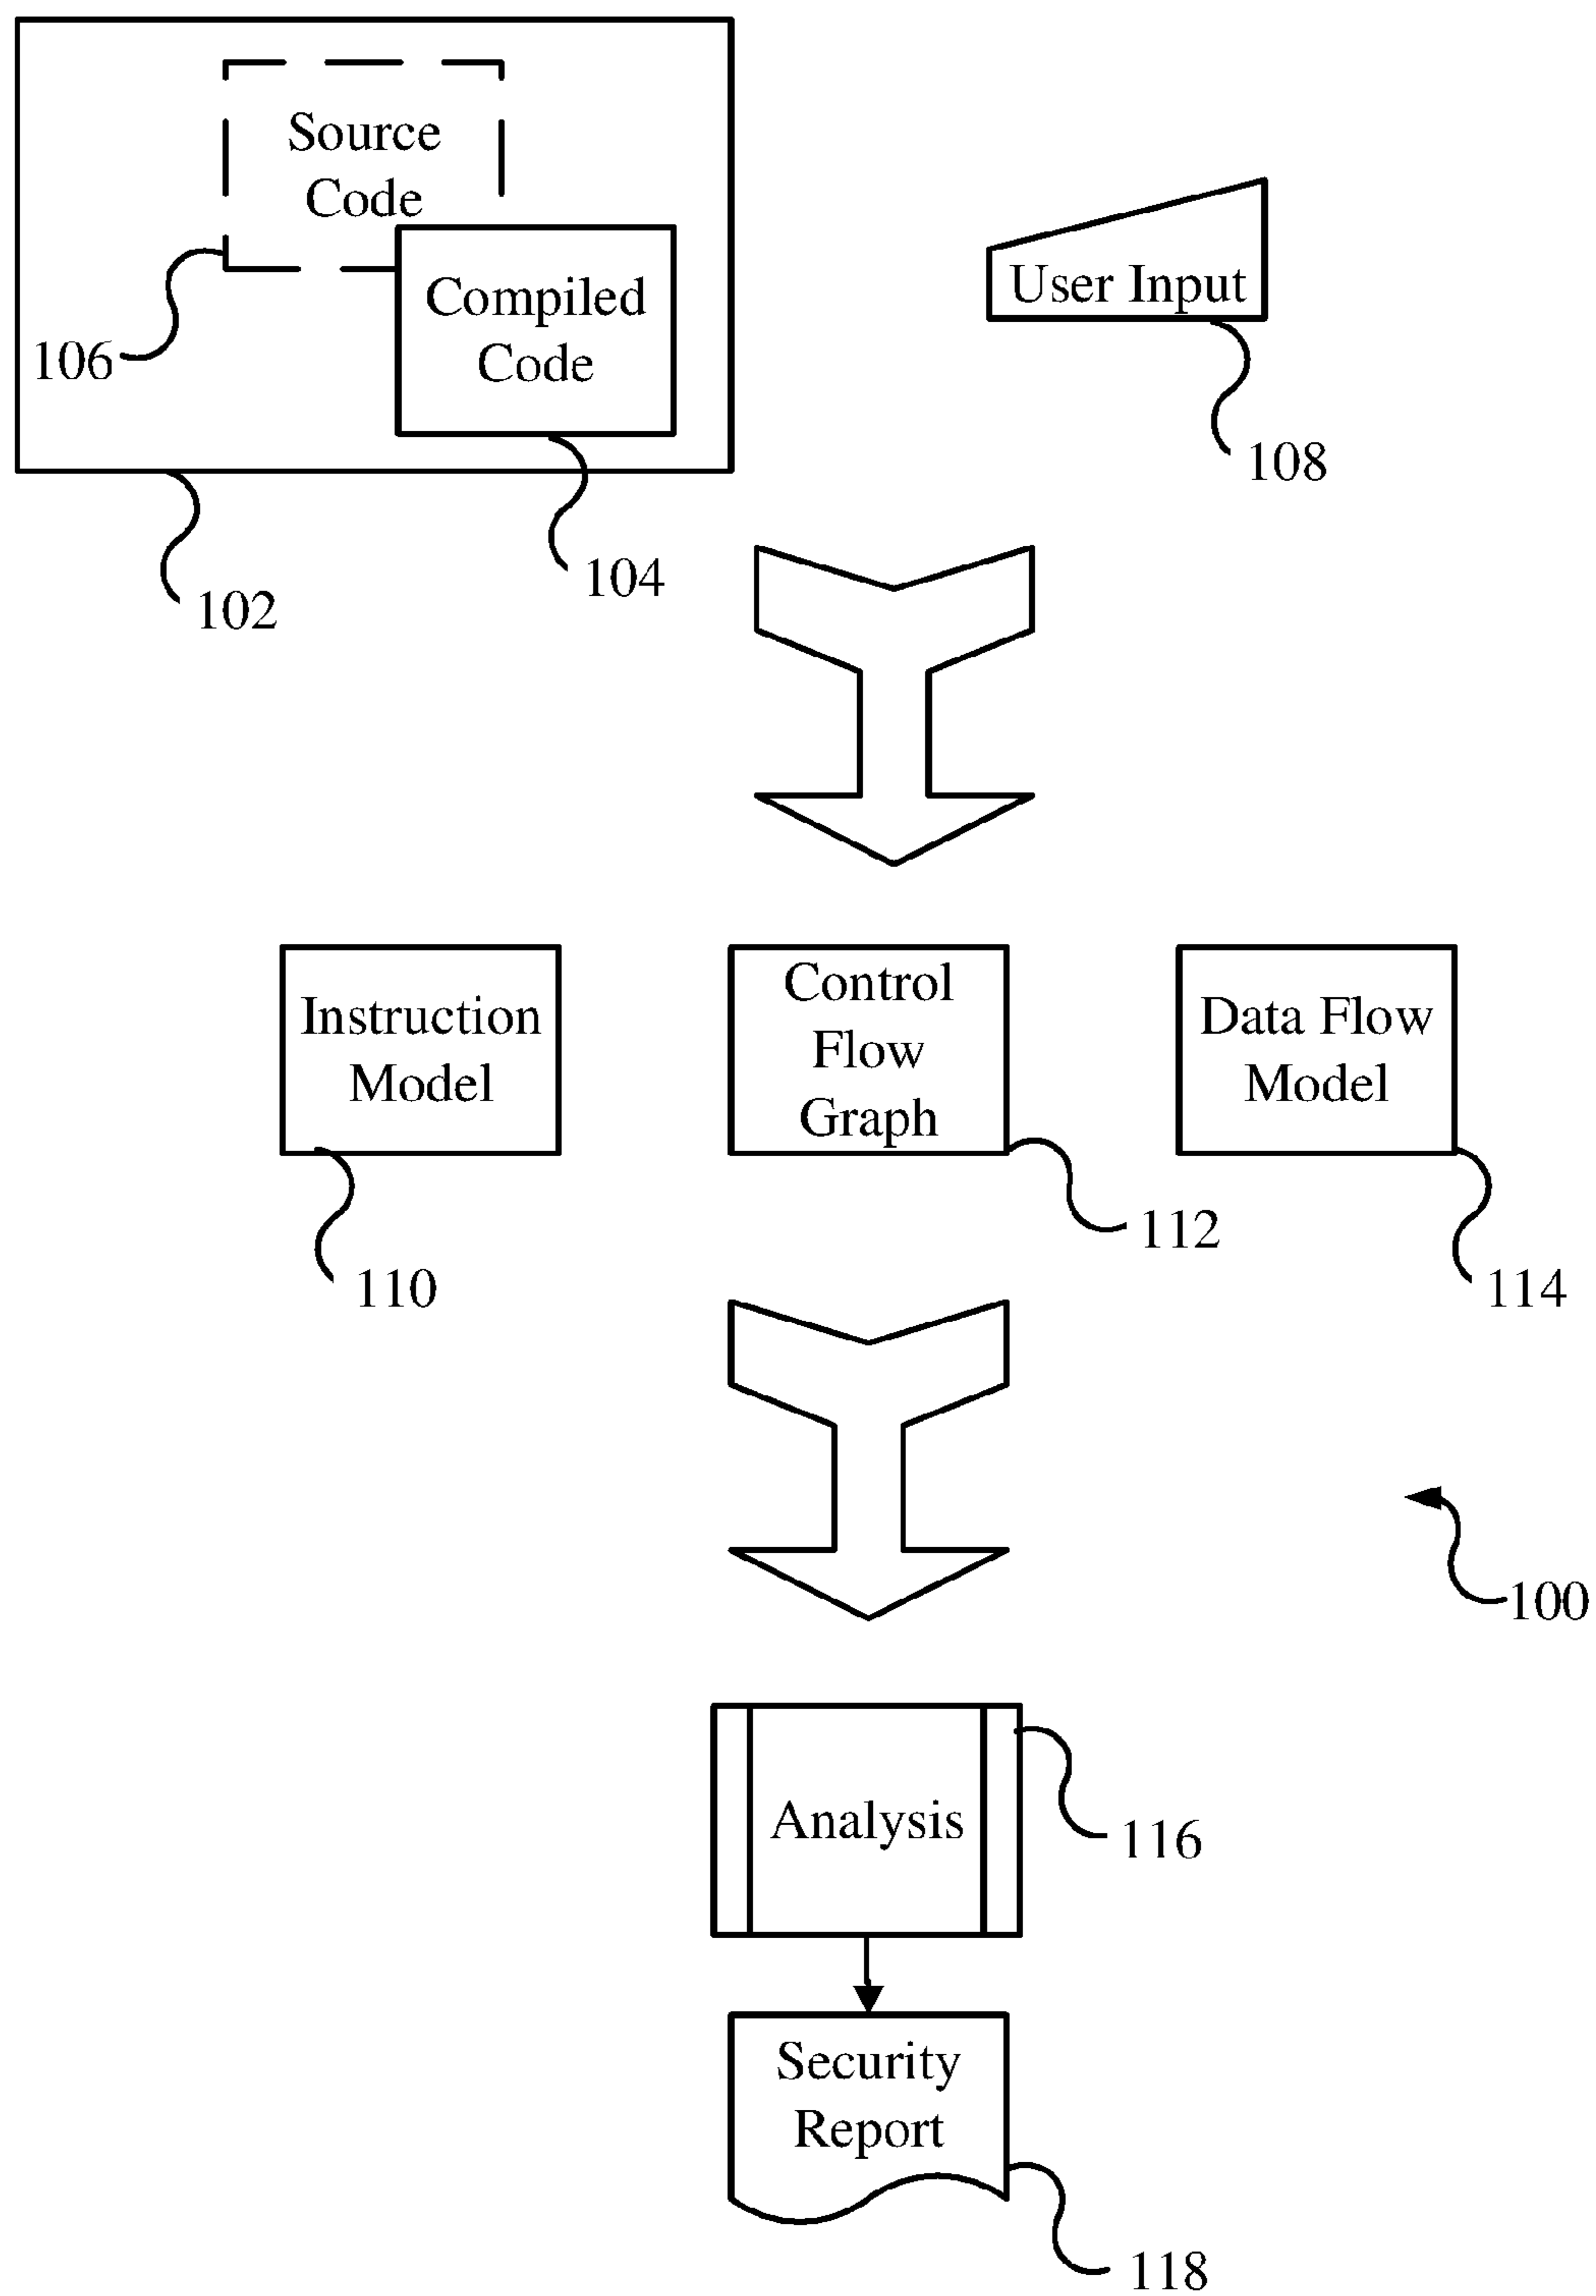 Source
Code
Compiled
Code
106
User Input
108
104
102
Instruction
Model
Control
Flow
Graph
Data Flow
Model
112
110
114
100
Analysis
116
Security
Report
118